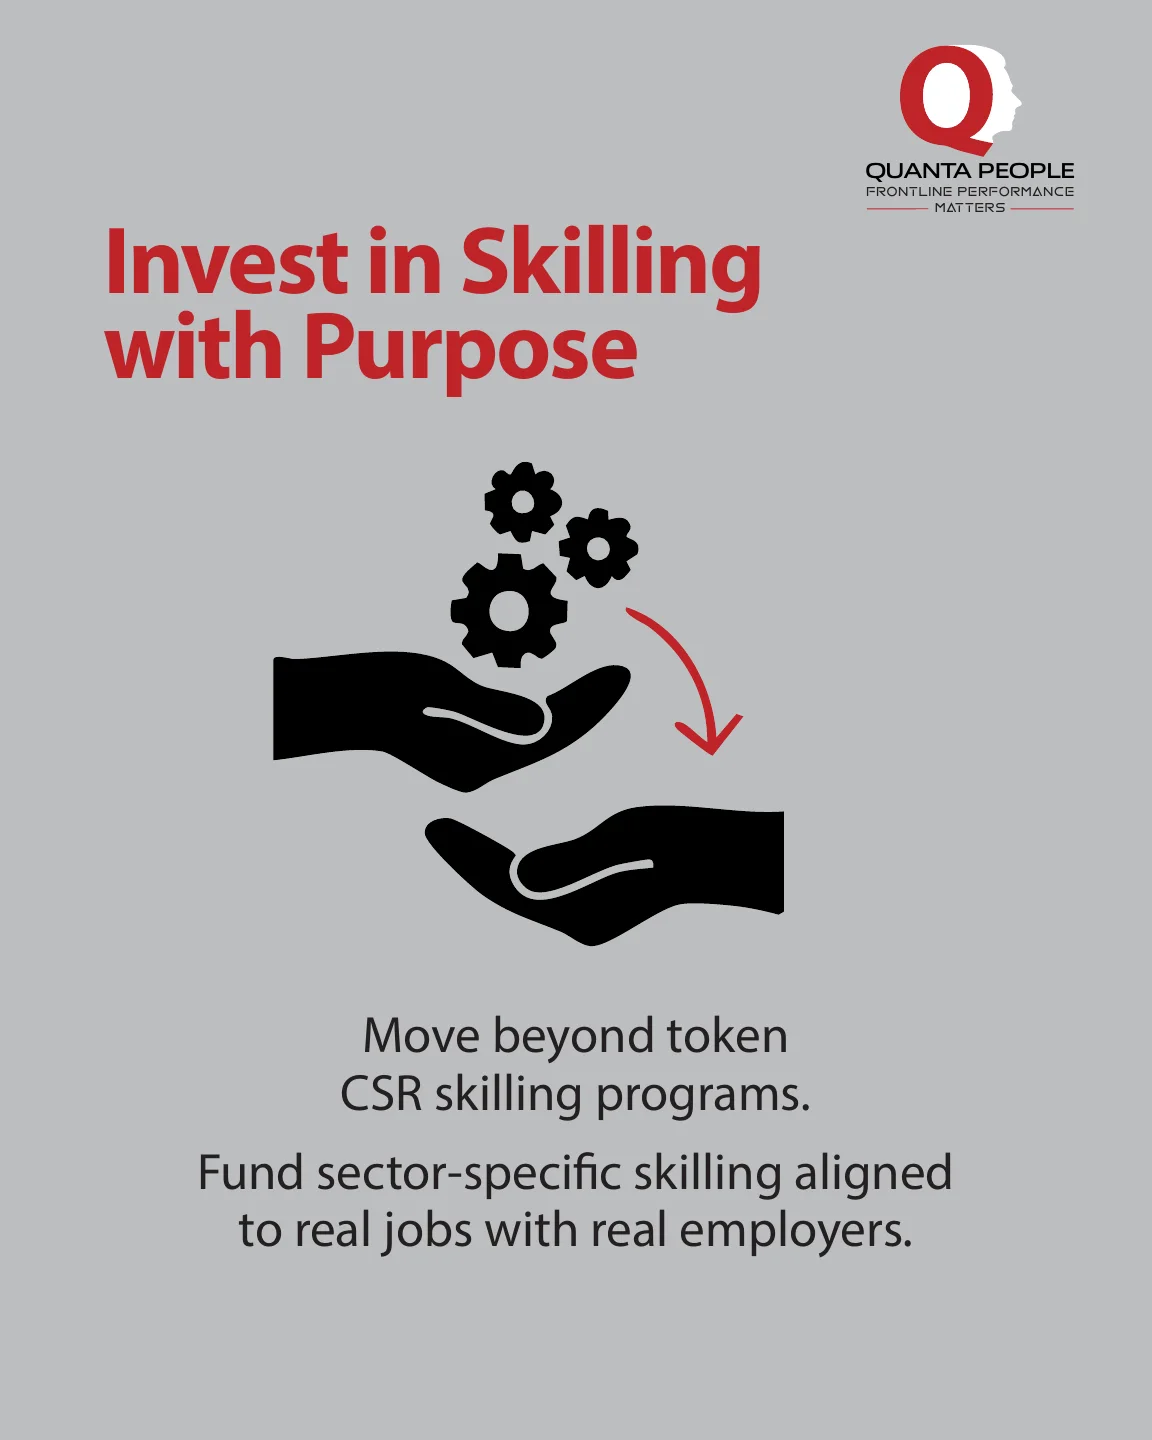 QUANTA PEOPLE
FRONTLINE PERFORMANCE
MATTERS
Invest in Skilling
with Purpose
Move beyond token
CSR skilling programs.
Fund sector-specific skilling aligned
to real jobs with real employers.